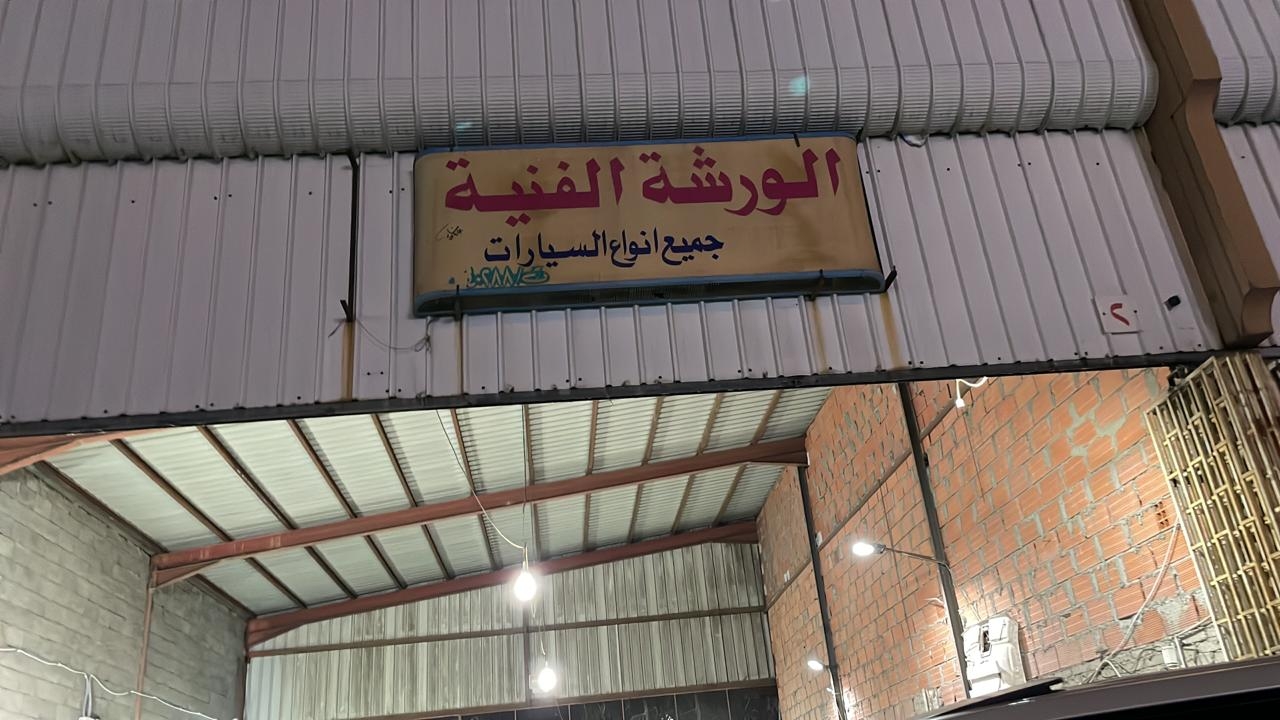 الورشة الفنية
جميع انواع السيارات
٢